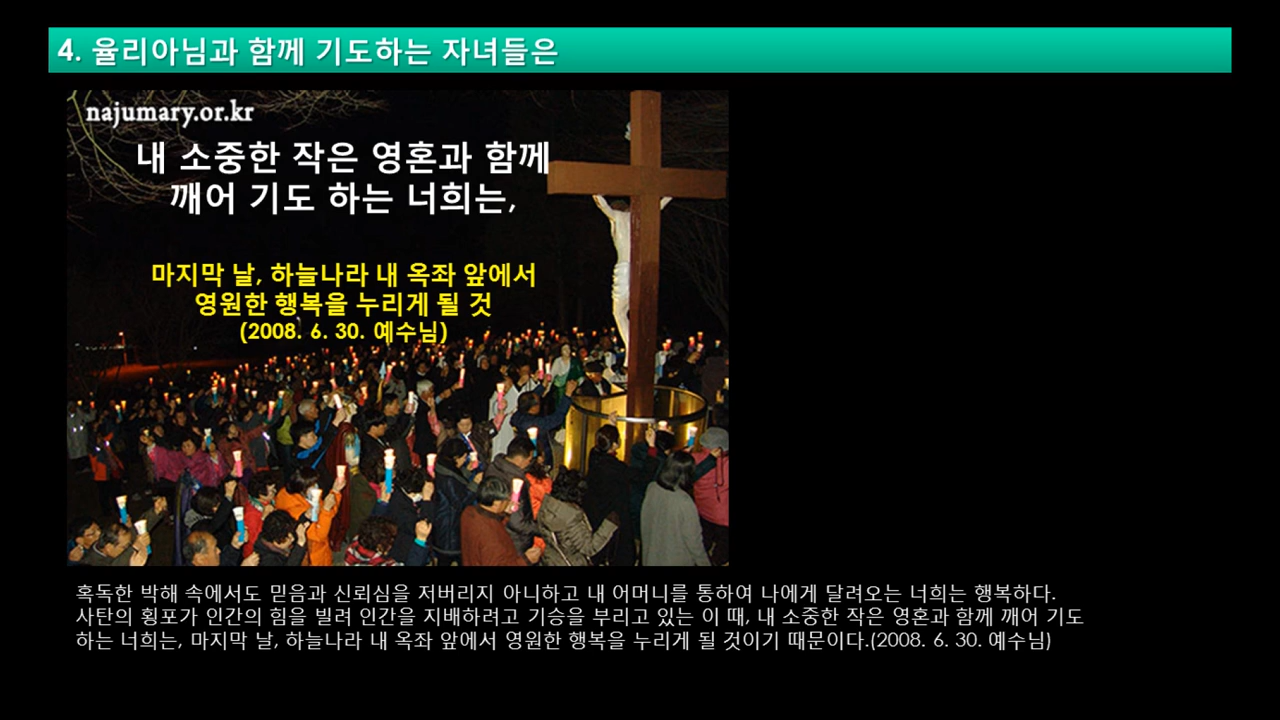 4. 율리아님과 함께 기도하는 자녀들은
najumary.or.kr
내 소중한 작은 영혼과 함께
깨어 기도 하는 너희는,
마지막 날, 하늘나라 내 옥좌 앞에서
영원한 행복을 누리게 될 것
(2008. 6. 30. 예수님)
혹독한 박해 속에서도 믿음과 신뢰심을 저버리지 아니하고 내 어머니를 통하여 나에게 달려오는 너희는 행복하다.
사탄의 횡포가 인간의 힘을 빌려 인간을 지배하려고 기승을 부리고 있는 이 때, 내 소중한 작은 영혼과 함께 깨어 기도
하는 너희는, 마지막 날, 하늘나라 내 옥좌 앞에서 영원한 행복을 누리게 될 것이기 때문이다.(2008. 6. 30. 예수님)